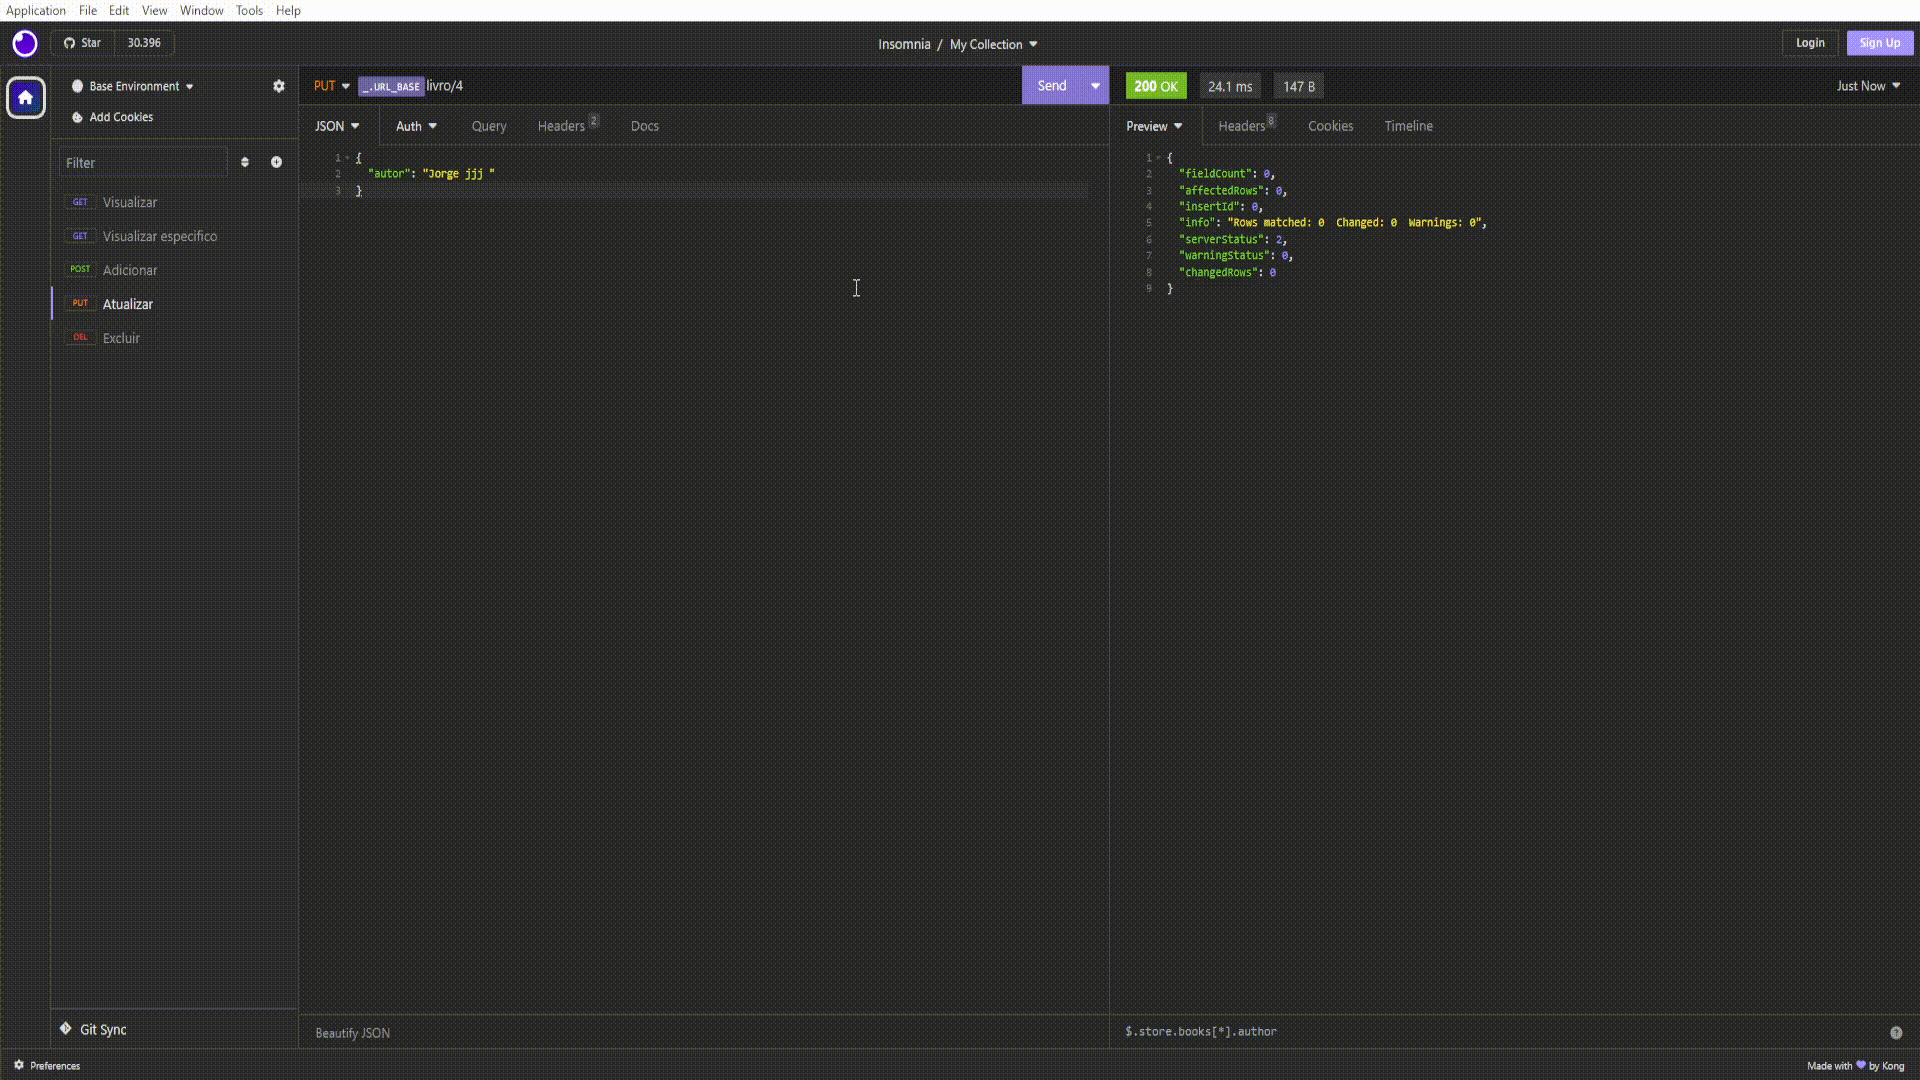 Application File Edit View Window Tools Help
Star 30.396
Insomnia / My Collection
Login Sign Up
Base Environment
Add Cookies
Filter
GET Visualizar
GET Visualizar especifico
POST Adicionar
PUT Atualizar
DEL Excluir
Git Sync
Preferences
PUT _.URL_BASE livro/4
Send
JSON Auth Query Headers 2 Docs
1 {
2 "autor": "Jorge jjj "
3 }
Beautify JSON
200 OK 24.1 ms 147 B Just Now
Preview Headers 8 Cookies Timeline
1 {
2 "fieldCount": 0,
3 "affectedRows": 0,
4 "insertId": 0,
5 "info": "Rows matched: 0  Changed: 0  Warnings: 0",
6 "serverStatus": 2,
7 "warningStatus": 0,
8 "changedRows": 0
9 }
$.store.books[*].author
?
Made with by Kong